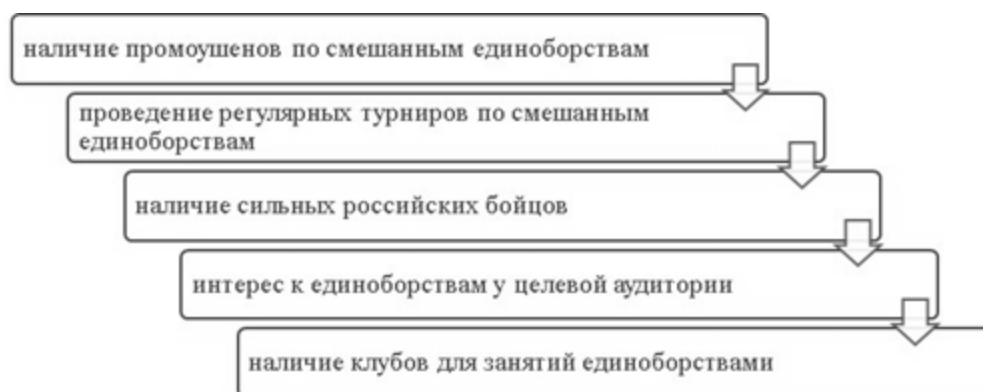 наличие промоушенов по смешанным единоборствам
проведение регулярных турниров по смешанным
единоборствам
наличие сильных российских бойцов
интерес к единоборствам у целевой аудитории
наличие клубов для занятий единоборствами